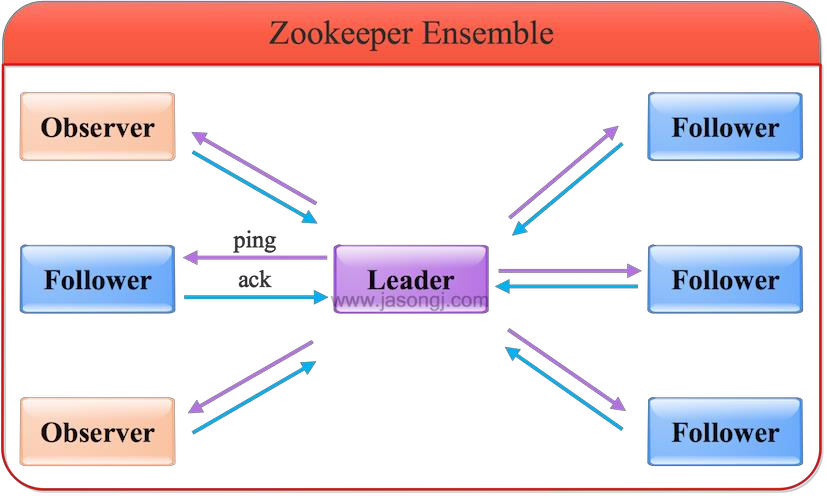 Zookeeper Ensemble
Observer
Follower
ping
Follower
ack
Leader
Follower
www.jasongj.com
Observer
Follower